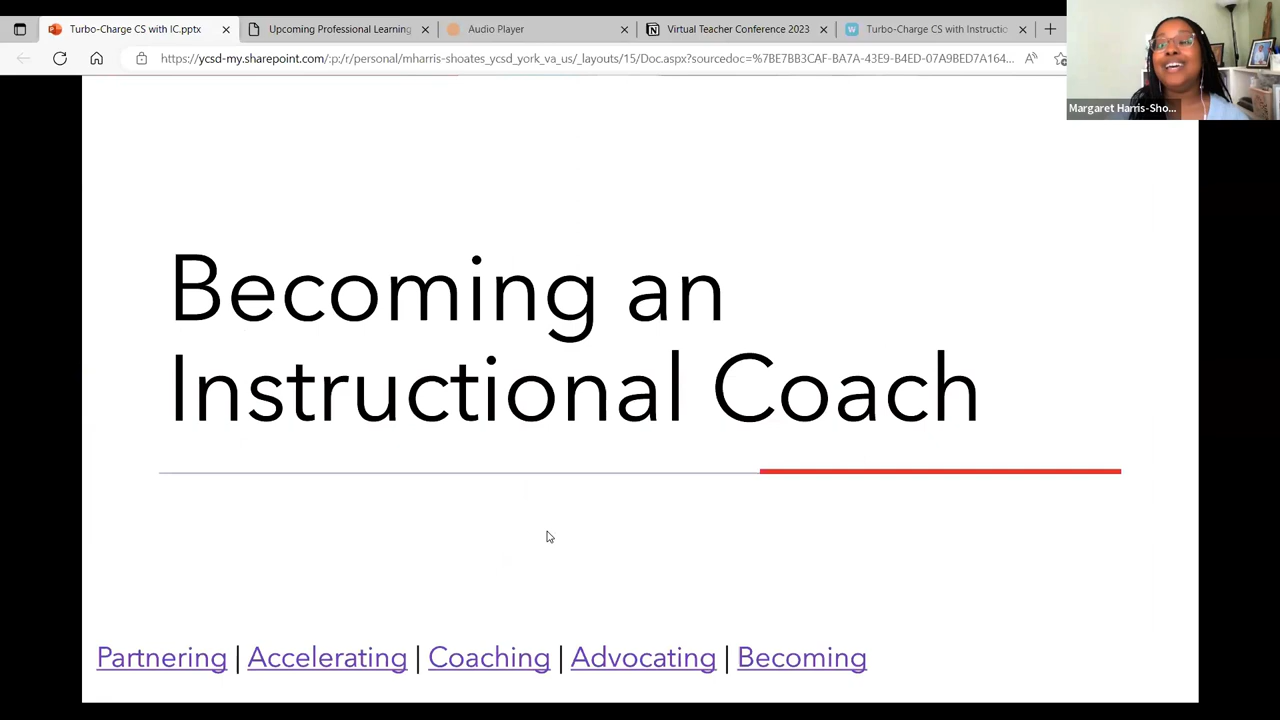 Turbo-Charge CS with IC.pptx
Upcoming Professional Learning
Audio Player
Virtual Teacher Conference 2023
Turbo-Charge CS with Instructio
https://ycsd-my.sharepoint.com/:p:/r/personal/mharris-shoates_ycsd_york_va_us/_layouts/15/Doc.aspx?sourcedoc=%7BE7BB3CAF-BA7A-43E9-B4ED-07A9BED7A164...
Margaret Harris-Sho...
Becoming an
Instructional Coach
Partnering | Accelerating | Coaching | Advocating | Becoming